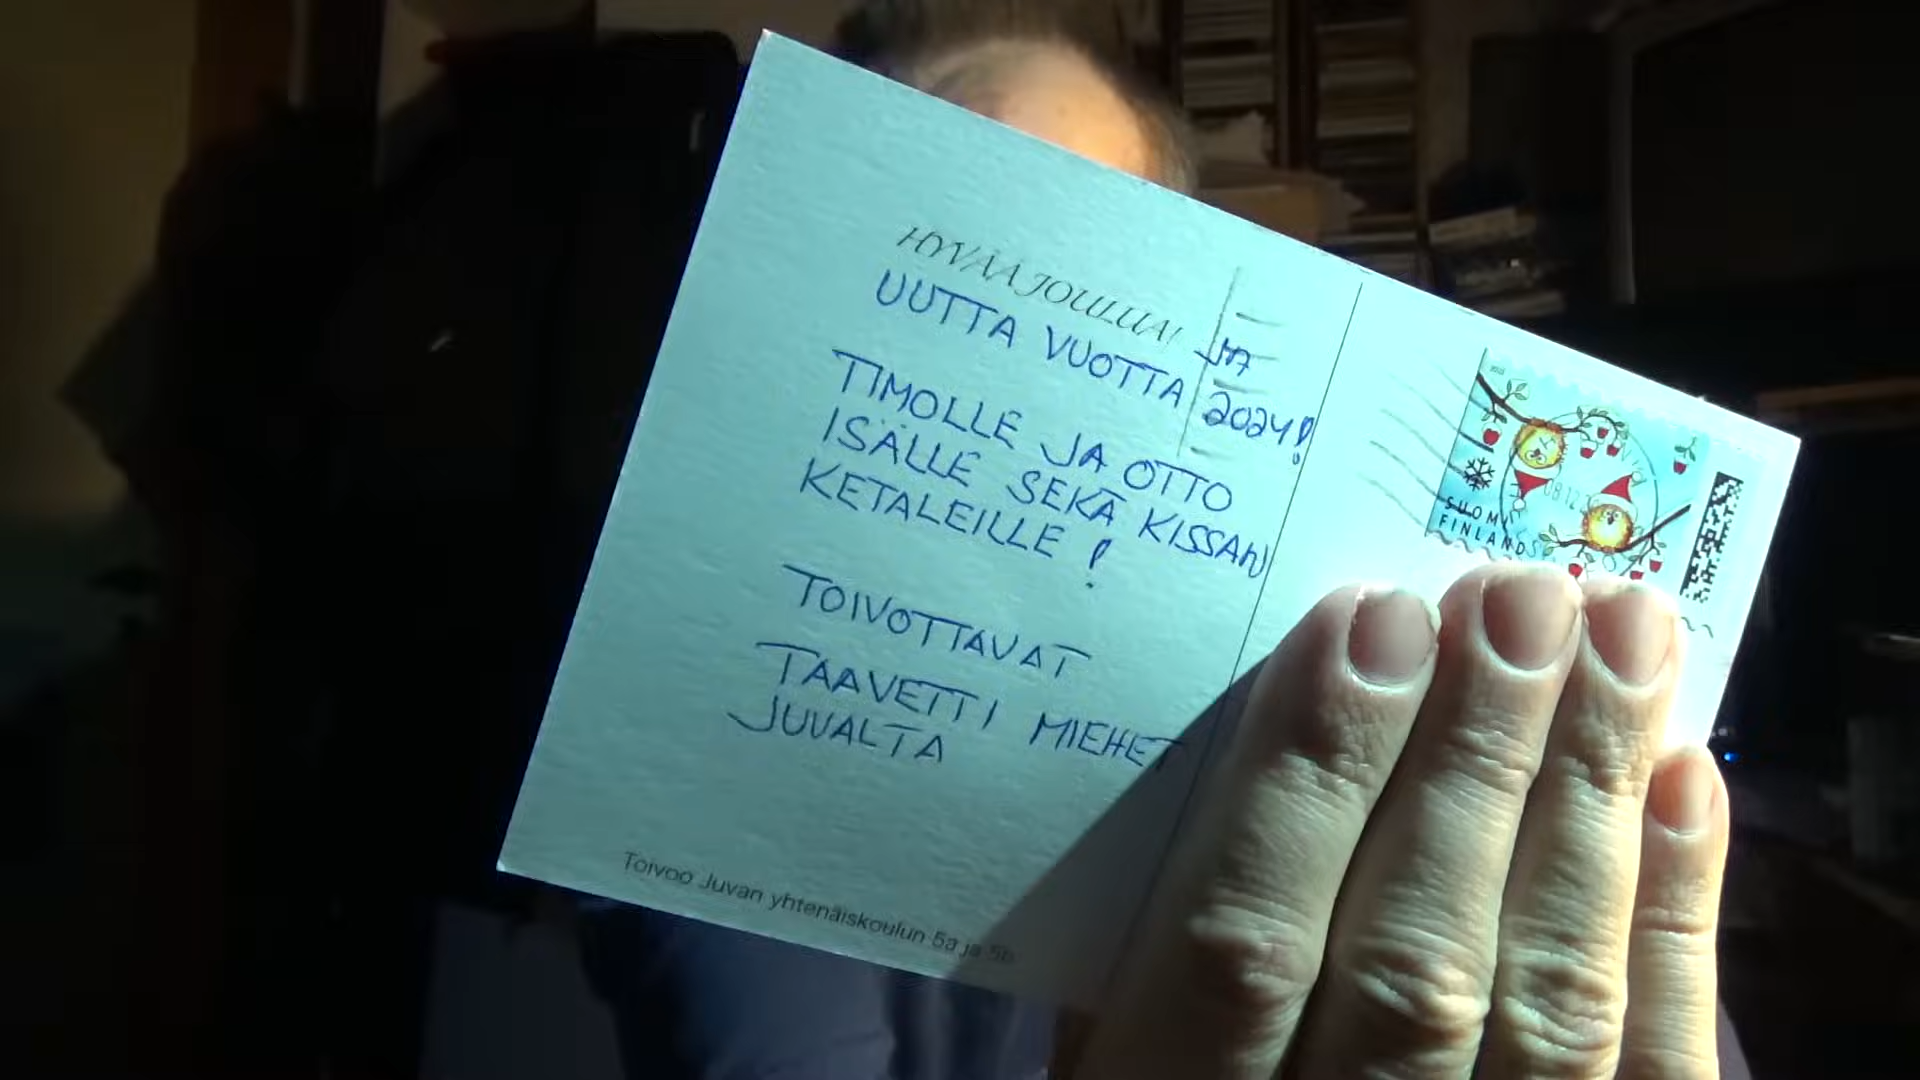 HYVÄÄ JOULUA! JA
UUTTA VUOTTA 2024!
TIMOLLE JA OTTO
ISÄLLE SEKÄ KISSAN
KETALEILLE!
TOIVOTTAVAT
TAAVETTI MIEHET
JUVALTA
Toivoo Juvan yhtenäiskoulun 5a ja 5b
SUOMI
FINLAND